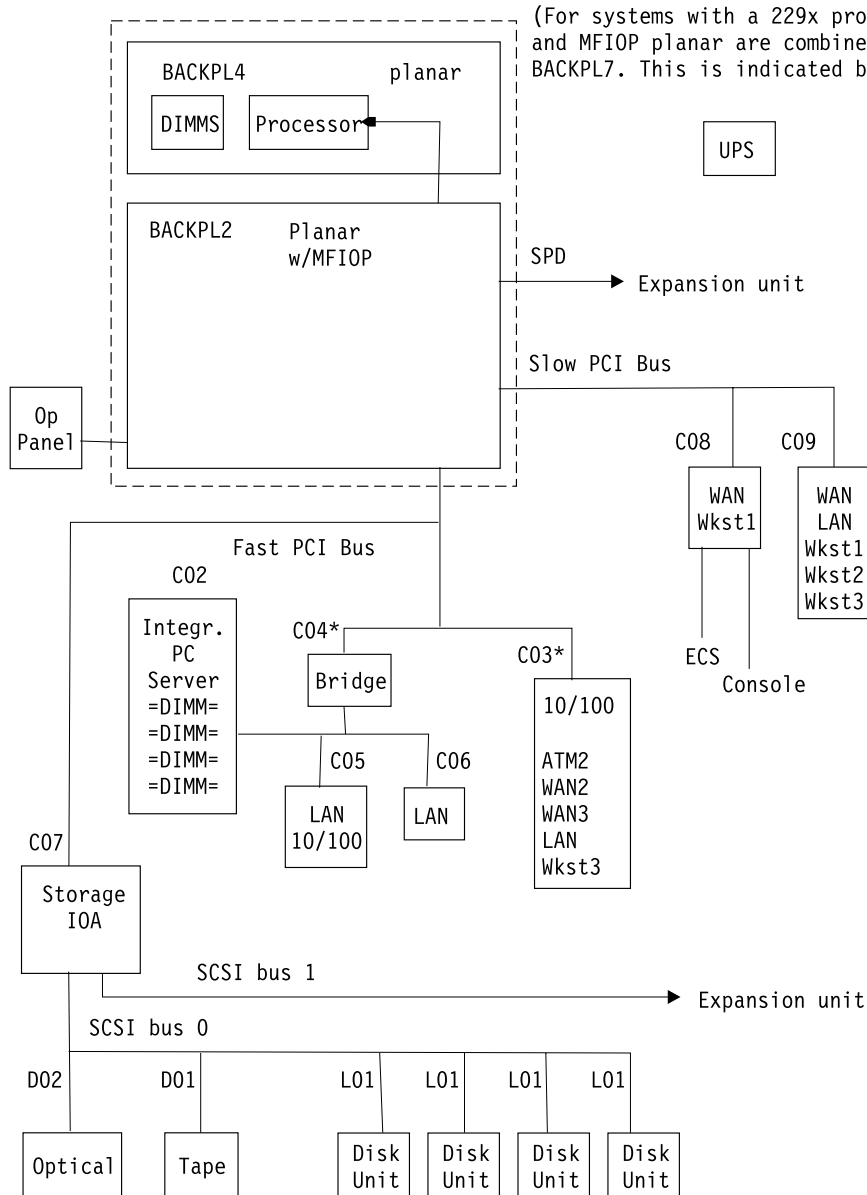 (For systems with a 229x pro
and MFIOP planar are combine
BACKPL7. This is indicated b
BACKPL4 planar
DIMMS Processor
UPS
BACKPL2 Planar
w/MFIOP
SPD
Expansion unit
Slow PCI Bus
Op
Panel
C08 C09
WAN
Wkst1
WAN
LAN
Wkst1
Wkst2
Wkst3
ECS
Console
Fast PCI Bus
C02
Integr.
PC
Server
=DIMM=
=DIMM=
=DIMM=
=DIMM=
C04*
Bridge
C03*
10/100
ATM2
WAN2
WAN3
LAN
Wkst3
C05 C06
LAN
10/100
LAN
C07
Storage
IOA
SCSI bus 1
Expansion unit
SCSI bus 0
D02 D01 L01 L01 L01 L01
Optical
Tape
Disk
Unit
Disk
Unit
Disk
Unit
Disk
Unit